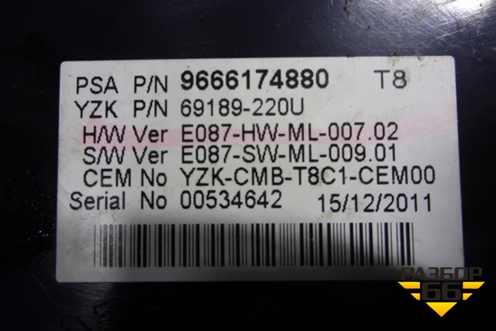 PSA P/N 9666174880 T8
YZK P/N 69189-220U
H/W Ver E087-HW-ML-007.02
S/W Ver E087-SW-ML-009.01
CEM No YZK-CMB-T8C1-CEM00
Serial No 00534642 15/12/2011
РАЗБОР
66